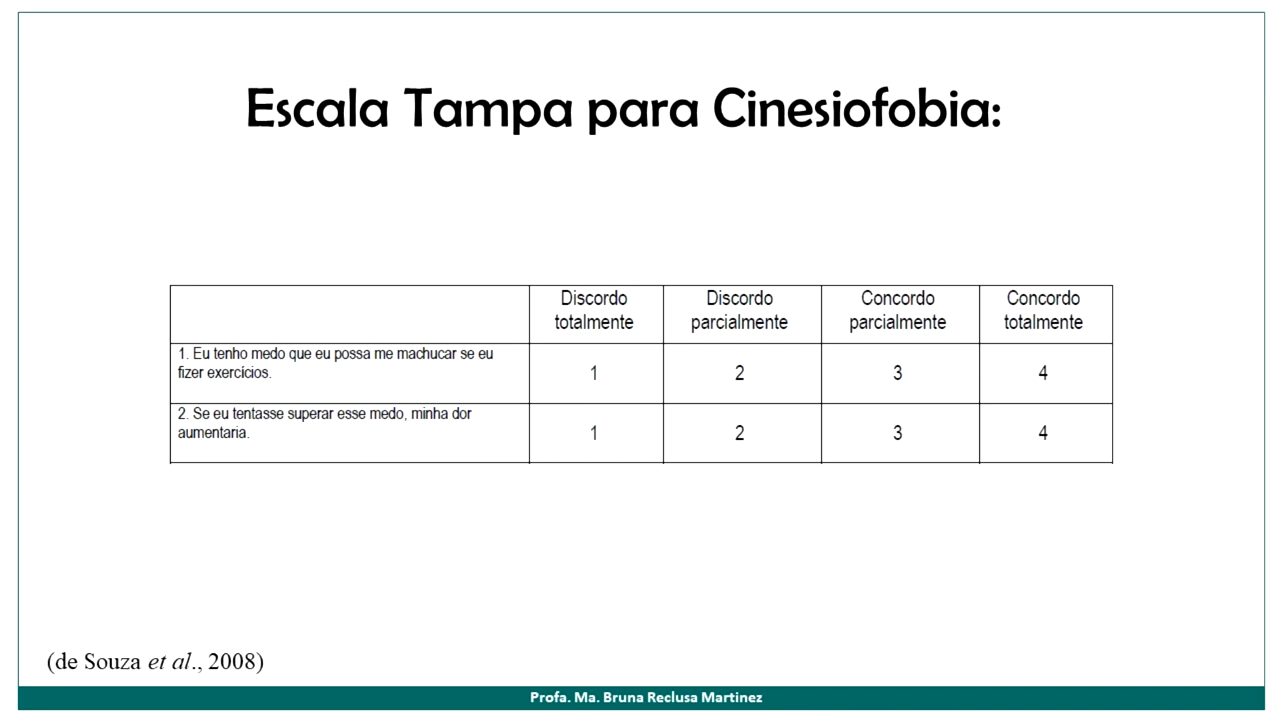 Escala Tampa para Cinesiofobia:
Discordo totalmente
Discordo parcialmente
Concordo parcialmente
Concordo totalmente
1. Eu tenho medo que eu possa me machucar se eu
fizer exercícios.
1 2 3 4
2. Se eu tentasse superar esse medo, minha dor
aumentaria.
1 2 3 4
(de Souza et al., 2008)
Profa. Ma. Bruna Reclusa Martinez